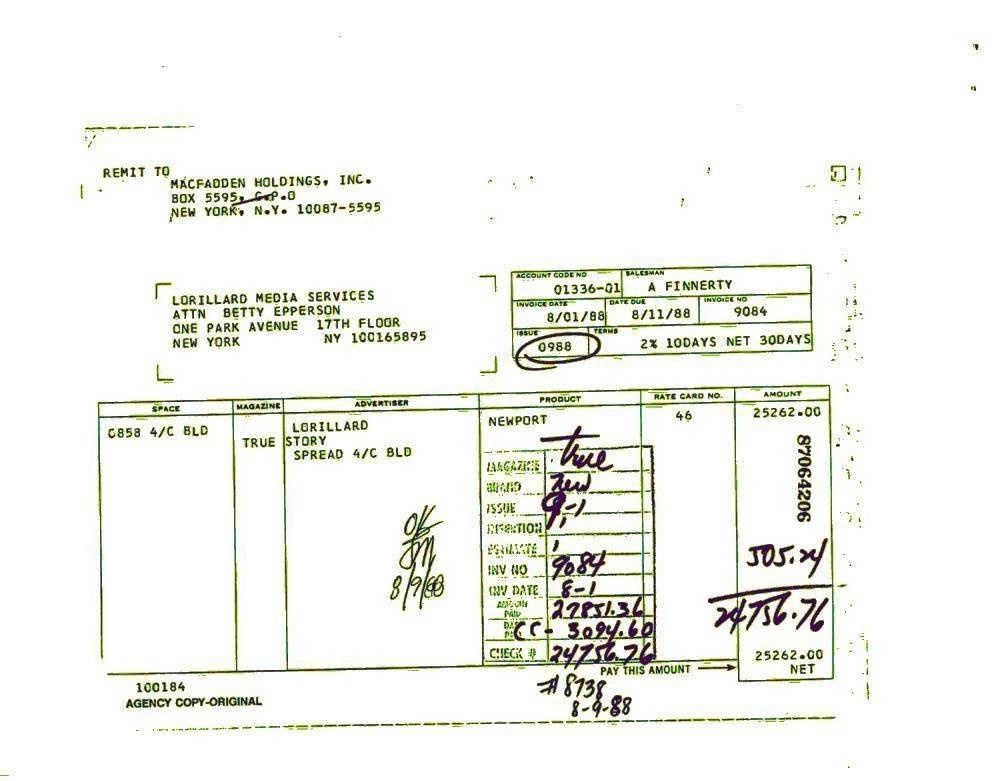 REMIT TO
MACFADDEN HOLDINGS, INC.
BOX 5595, G.P.O
NEW YORK, N.Y. 10087-5595
LORILLARD MEDIA SERVICES
ATTN BETTY EPPERSON
ONE PARK AVENUE 17TH FLOOR
NEW YORK NY 100165895
ACCOUNT CODE NO SALESMAN
01336-01 A FINNERTY
INVOICE DATE DATE DUE INVOICE NO
8/01/88 8/11/88 9084
ISSUE TERMS
0988 2% 10DAYS NET 30DAYS
SPACE MAGAZINE ADVERTISER PRODUCT RATE CARD NO. AMOUNT
C858 4/C BLD TRUE STORY LORILLARD NEWPORT 46 25262.00
SPREAD 4/C BLD
87064206
MAGAZINE True
BRAND
ISSUE 9-1
INSERTION 1
ESTIMATE 1
INV NO 9084
INV DATE 8-1
AMOUNT PAID 27851.36
CC- 3094.60
CHECK # 24756.76
OK
8/9/88
505.24
24756.76
PAY THIS AMOUNT 25262.00
NET
#8738
8-9-88
100184
AGENCY COPY-ORIGINAL